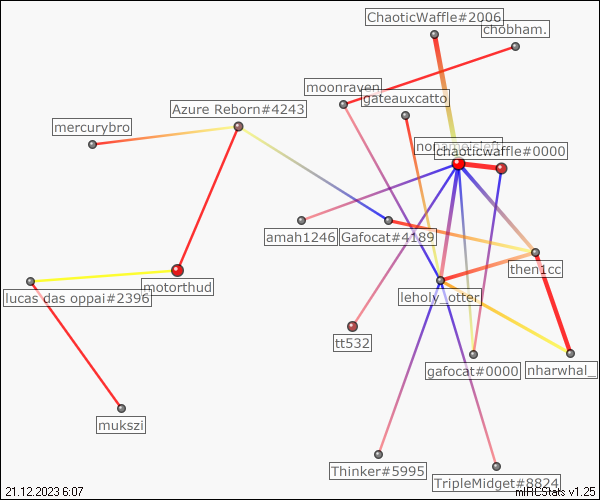 ChaoticWaffle#2006
chobham.
moonraven
gateauxcatto
Azure Reborn#4243
mercurybro
nonameisleft
chaoticwaffle#0000
amah1246
Gafocat#4189
then1cc
motorthud
lucas das oppai#2396
leholy_otter
tt532
gafocat#0000
nharwhal_
mukszi
Thinker#5995
TripleMidget#8824
21.12.2023 6:07
mIRCStats v1.25